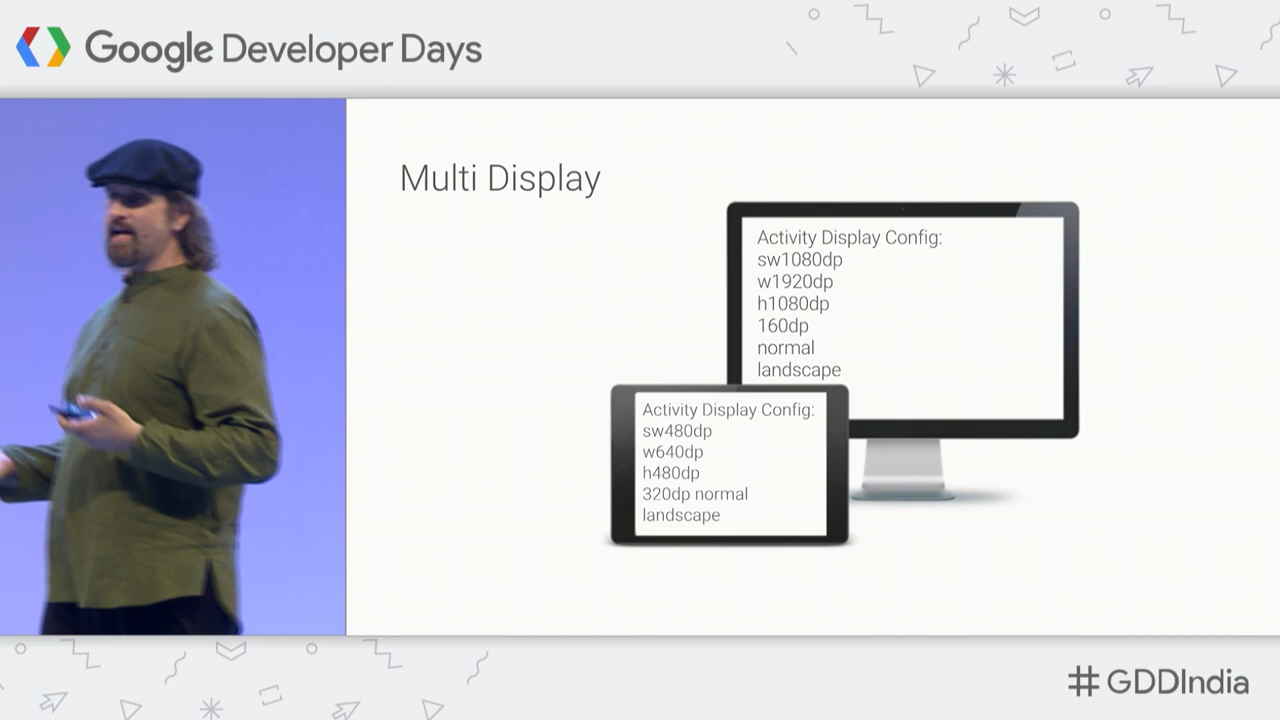 Google Developer Days
Multi Display
Activity Display Config:
sw1080dp
w1920dp
h1080dp
160dp
normal
landscape
Activity Display Config:
sw480dp
w640dp
h480dp
320dp normal
landscape
#GDDIndia